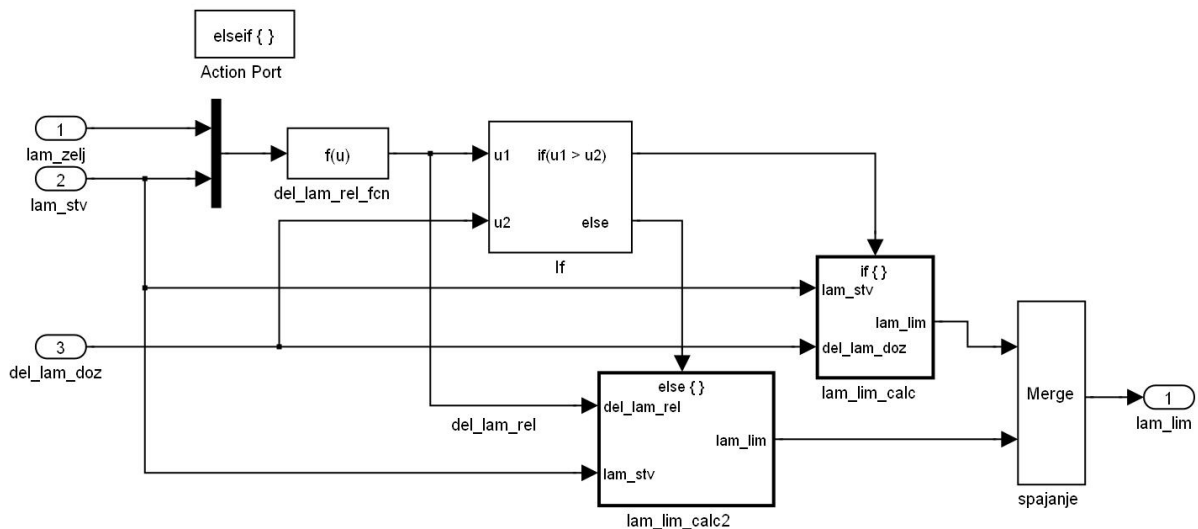 elseif { }
Action Port
1
lam_zelj
2
lam_stv
f(u)
del_lam_rel_fcn
u1
if(u1 > u2)
u2
else
If
3
del_lam_doz
if { }
lam_stv
lam_lim
del_lam_doz
lam_lim_calc
del_lam_rel
else { }
del_lam_rel
lam_lim
lam_stv
lam_lim_calc2
Merge
spajanje
1
lam_lim